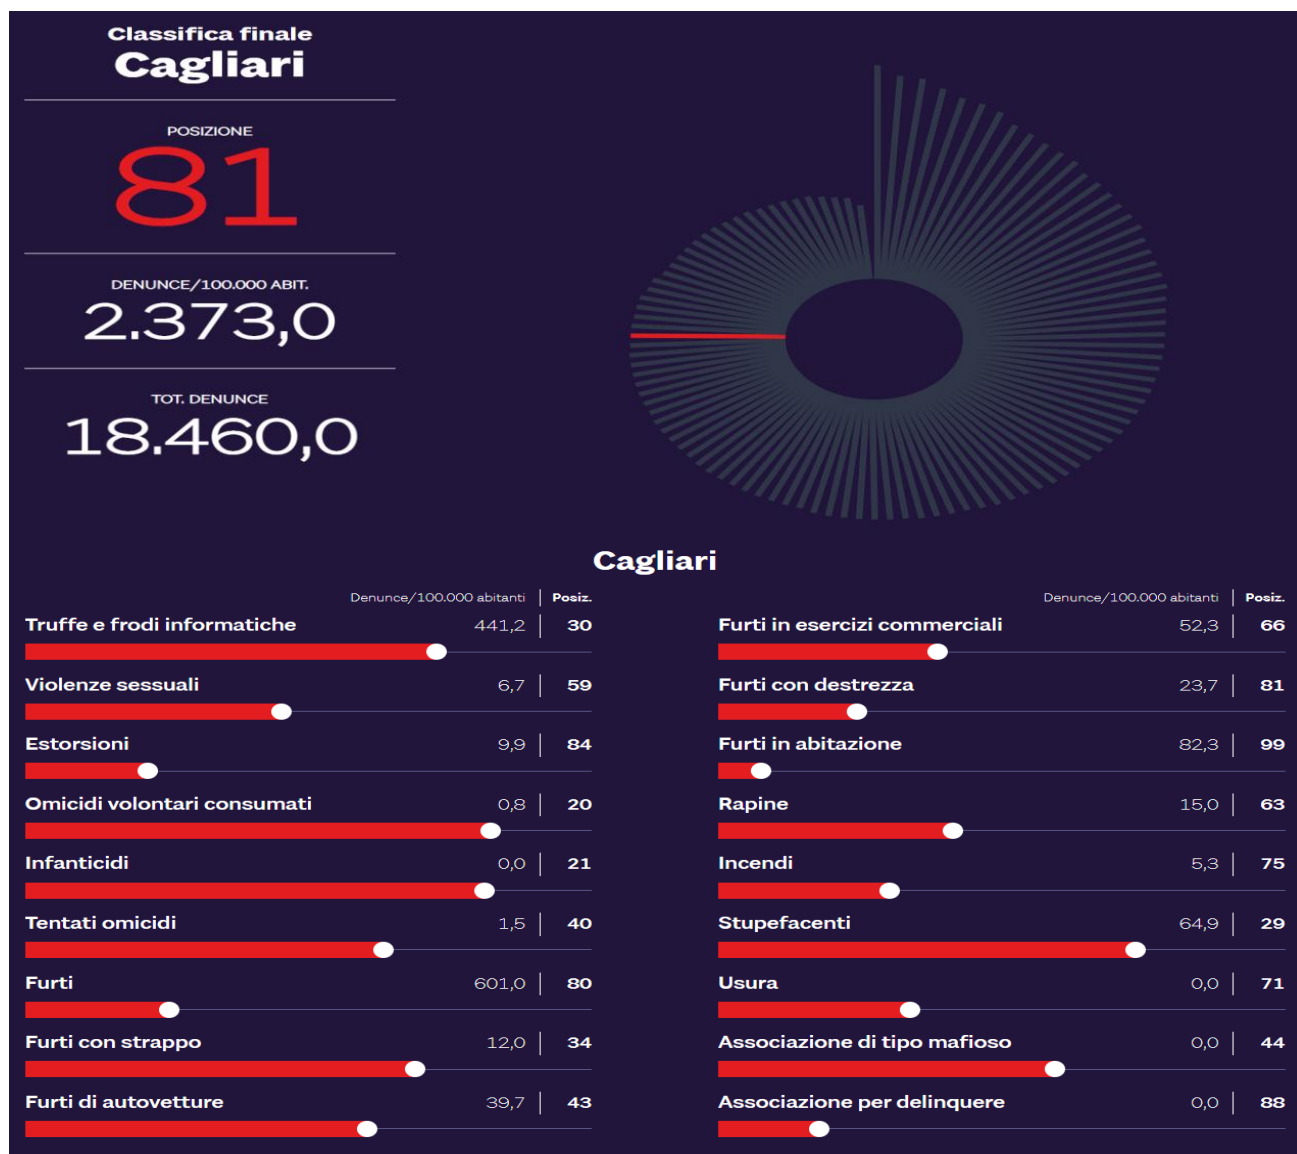 Classifica finale
Cagliari
POSIZIONE
81
DENUNCE/100.000 ABIT.
2.373,0
TOT. DENUNCE
18.460,0
Cagliari
Denunce/100.000 abitanti Posiz.
Truffe e frodi informatiche 441,2 30
Violenze sessuali 6,7 59
Estorsioni 9,9 84
Omicidi volontari consumati 0,8 20
Infanticidi 0,0 21
Tentati omicidi 1,5 40
Furti 601,0 80
Furti con strappo 12,0 34
Furti di autovetture 39,7 43
Denunce/100.000 abitanti Posiz.
Furti in esercizi commerciali 52,3 66
Furti con destrezza 23,7 81
Furti in abitazione 82,3 99
Rapine 15,0 63
Incendi 5,3 75
Stupefacenti 64,9 29
Usura 0,0 71
Associazione di tipo mafioso 0,0 44
Associazione per delinquere 0,0 88